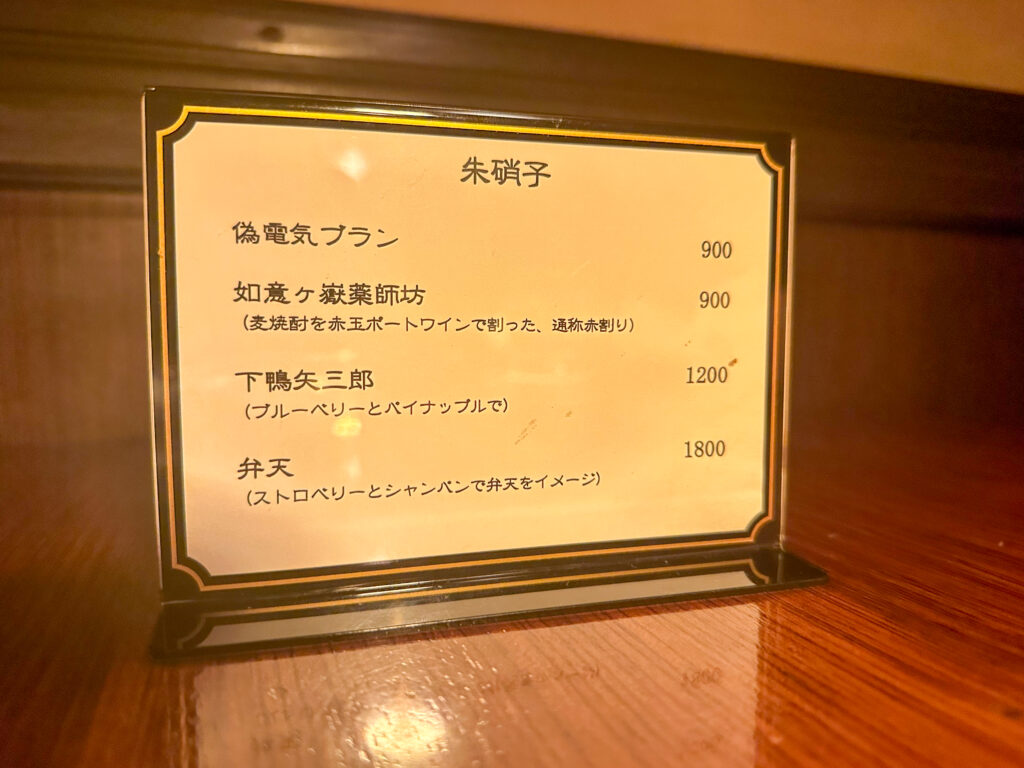 朱硝子
偽電気ブラン 900
如意ヶ嶽薬師坊 900
(麦焼酎を赤玉ポートワインで割った、通称赤割り)
下鴨矢三郎 1200
(ブルーベリーとパイナップルで)
弁天 1800
(ストロベリーとシャンパンで弁天をイメージ)